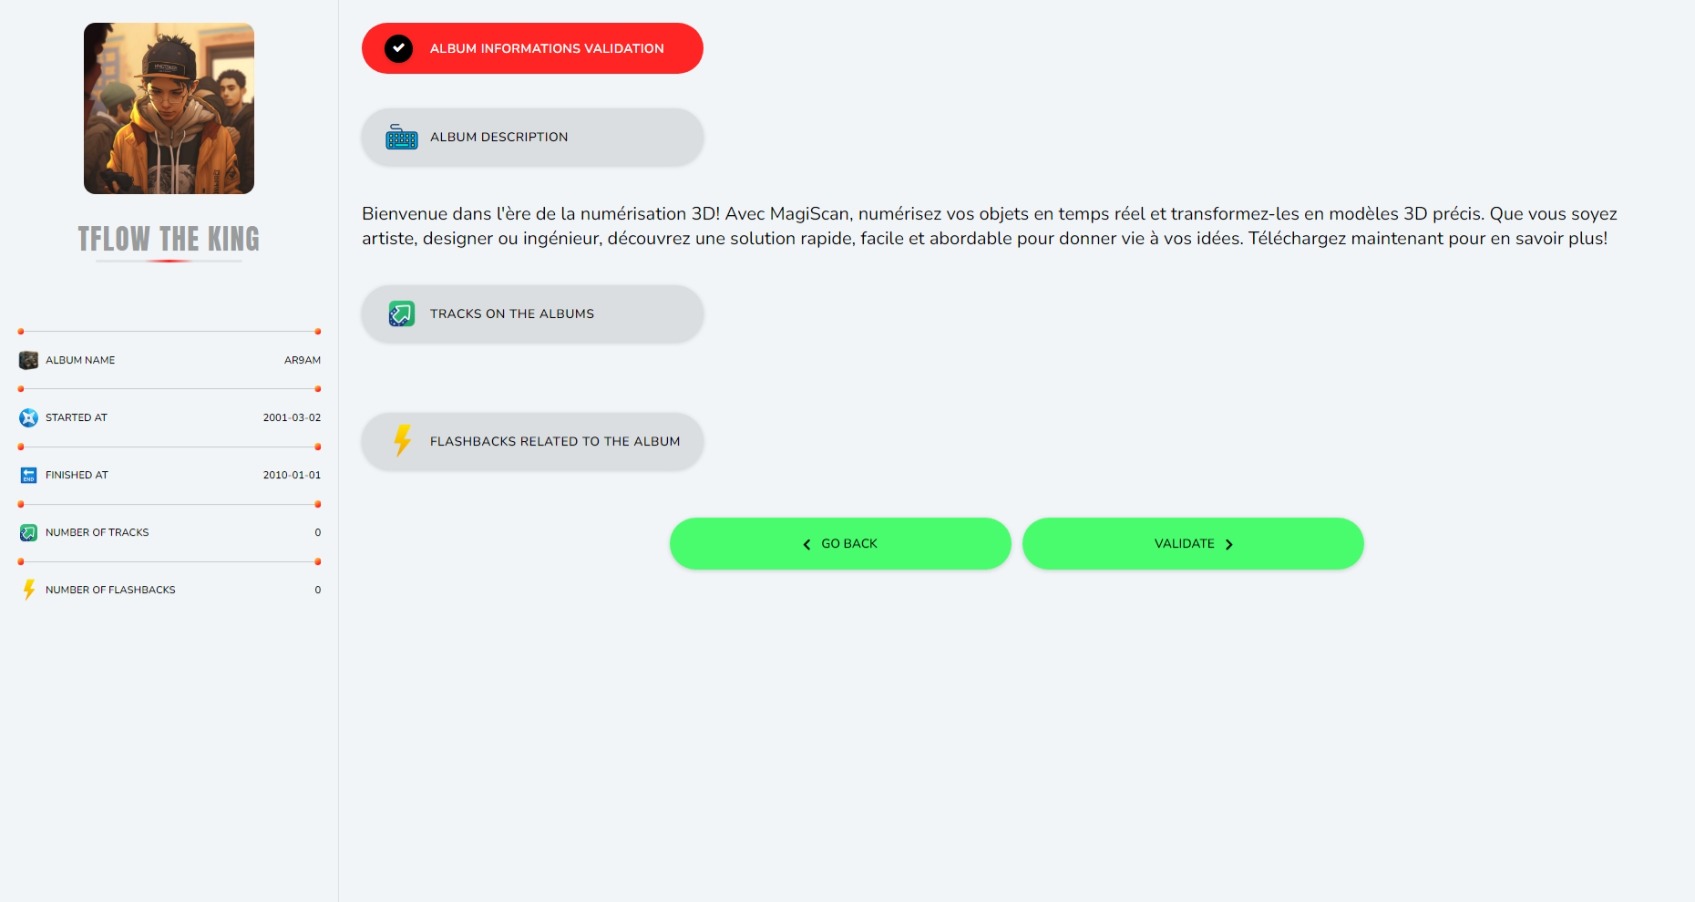 TFLOW THE KING
ALBUM NAME AR9AM
STARTED AT 2001-03-02
FINISHED AT 2010-01-01
NUMBER OF TRACKS 0
NUMBER OF FLASHBACKS 0
ALBUM INFORMATIONS VALIDATION
ALBUM DESCRIPTION
Bienvenue dans l'ère de la numérisation 3D! Avec MagiScan, numérisez vos objets en temps réel et transformez-les en modèles 3D précis. Que vous soyez
artiste, designer ou ingénieur, découvrez une solution rapide, facile et abordable pour donner vie à vos idées. Téléchargez maintenant pour en savoir plus!
TRACKS ON THE ALBUMS
FLASHBACKS RELATED TO THE ALBUM
GO BACK
VALIDATE